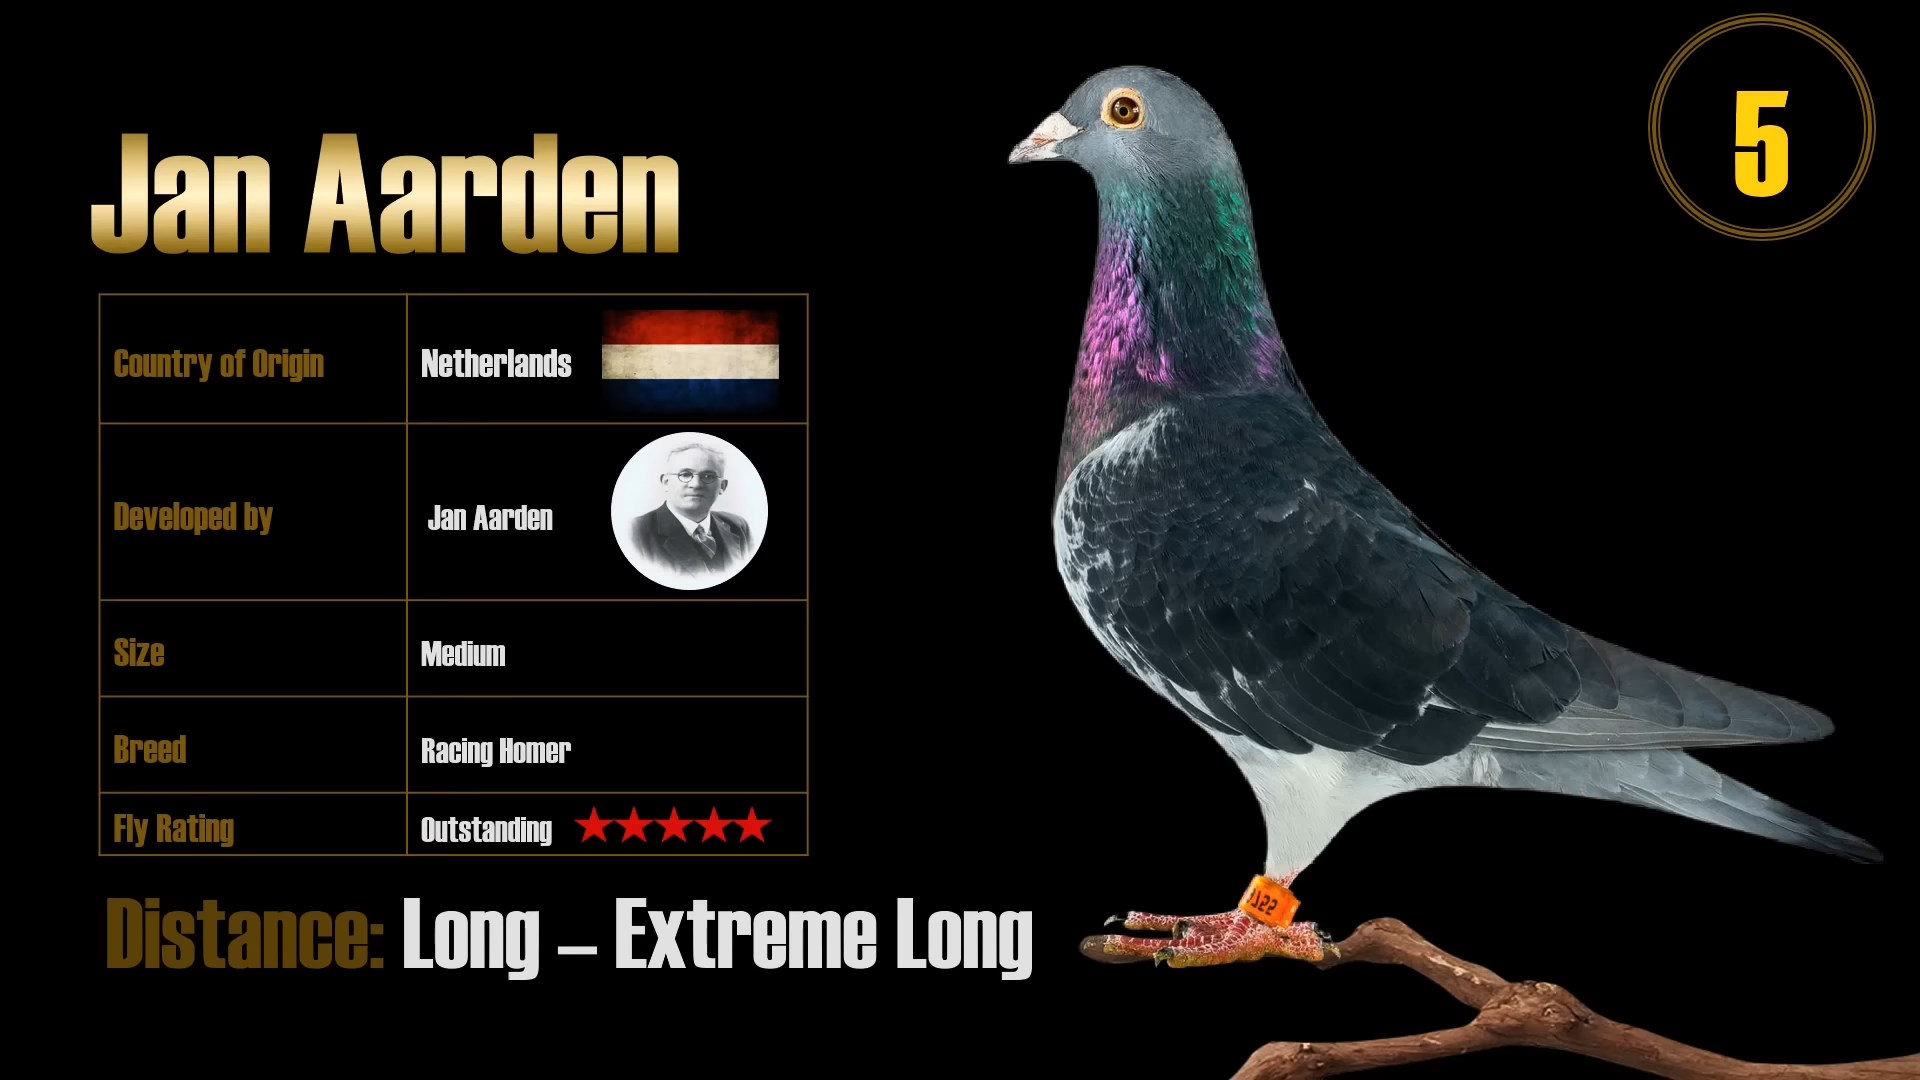 5
Jan Aarden
Country of Origin
Netherlands
Developed by
Jan Aarden
Size
Medium
Breed
Racing Homer
Fly Rating
Outstanding
Distance: Long – Extreme Long